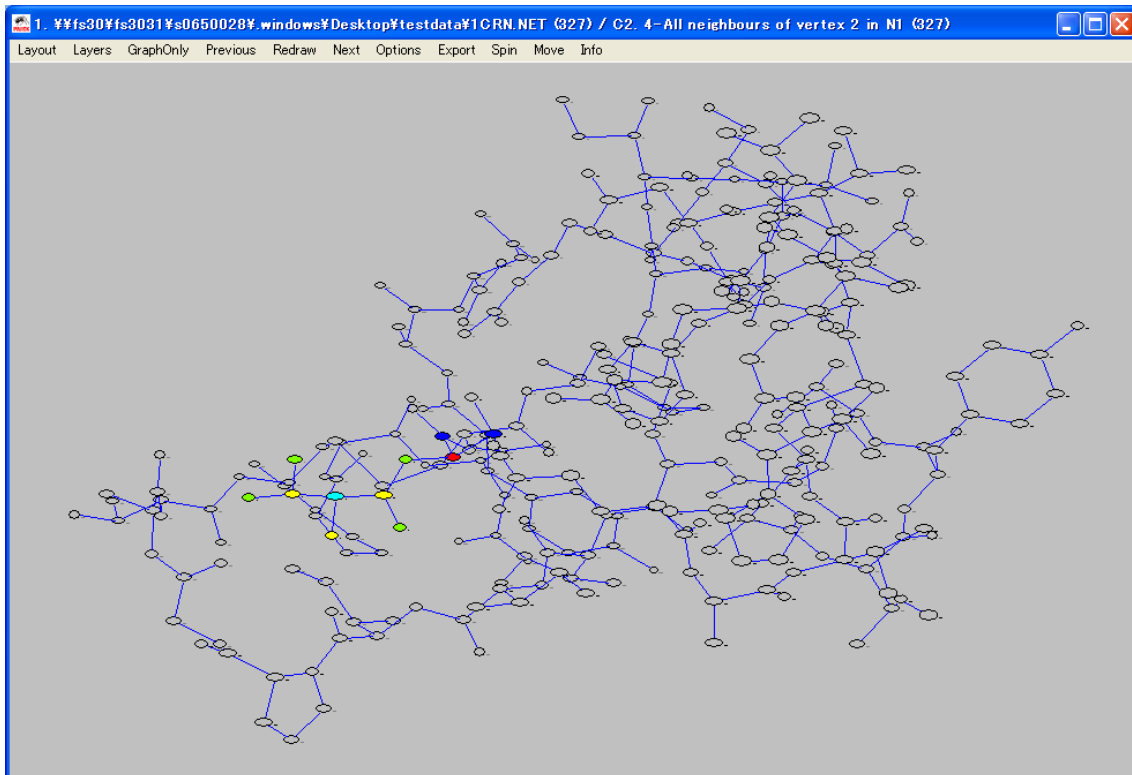 1. ¥¥fs30¥fs3031¥s0650028¥.windows¥Desktop¥testdata¥1CRN.NET (327) / C2. 4-All neighbours of vertex 2 in N1 (327)
Layout Layers GraphOnly Previous Redraw Next Options Export Spin Move Info